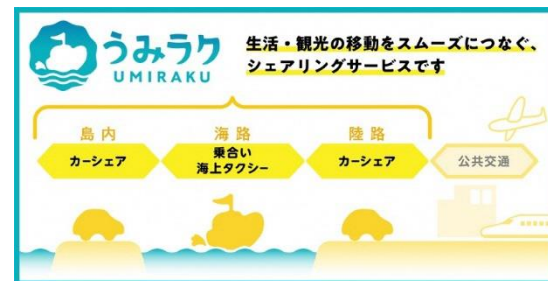 うみラク
UMIRAKU
生活・観光の移動をスムーズにつなぐ、
シェアリングサービスです
島内
海路
陸路
カーシェア
乗合い
海上タクシー
カーシェア
公共交通